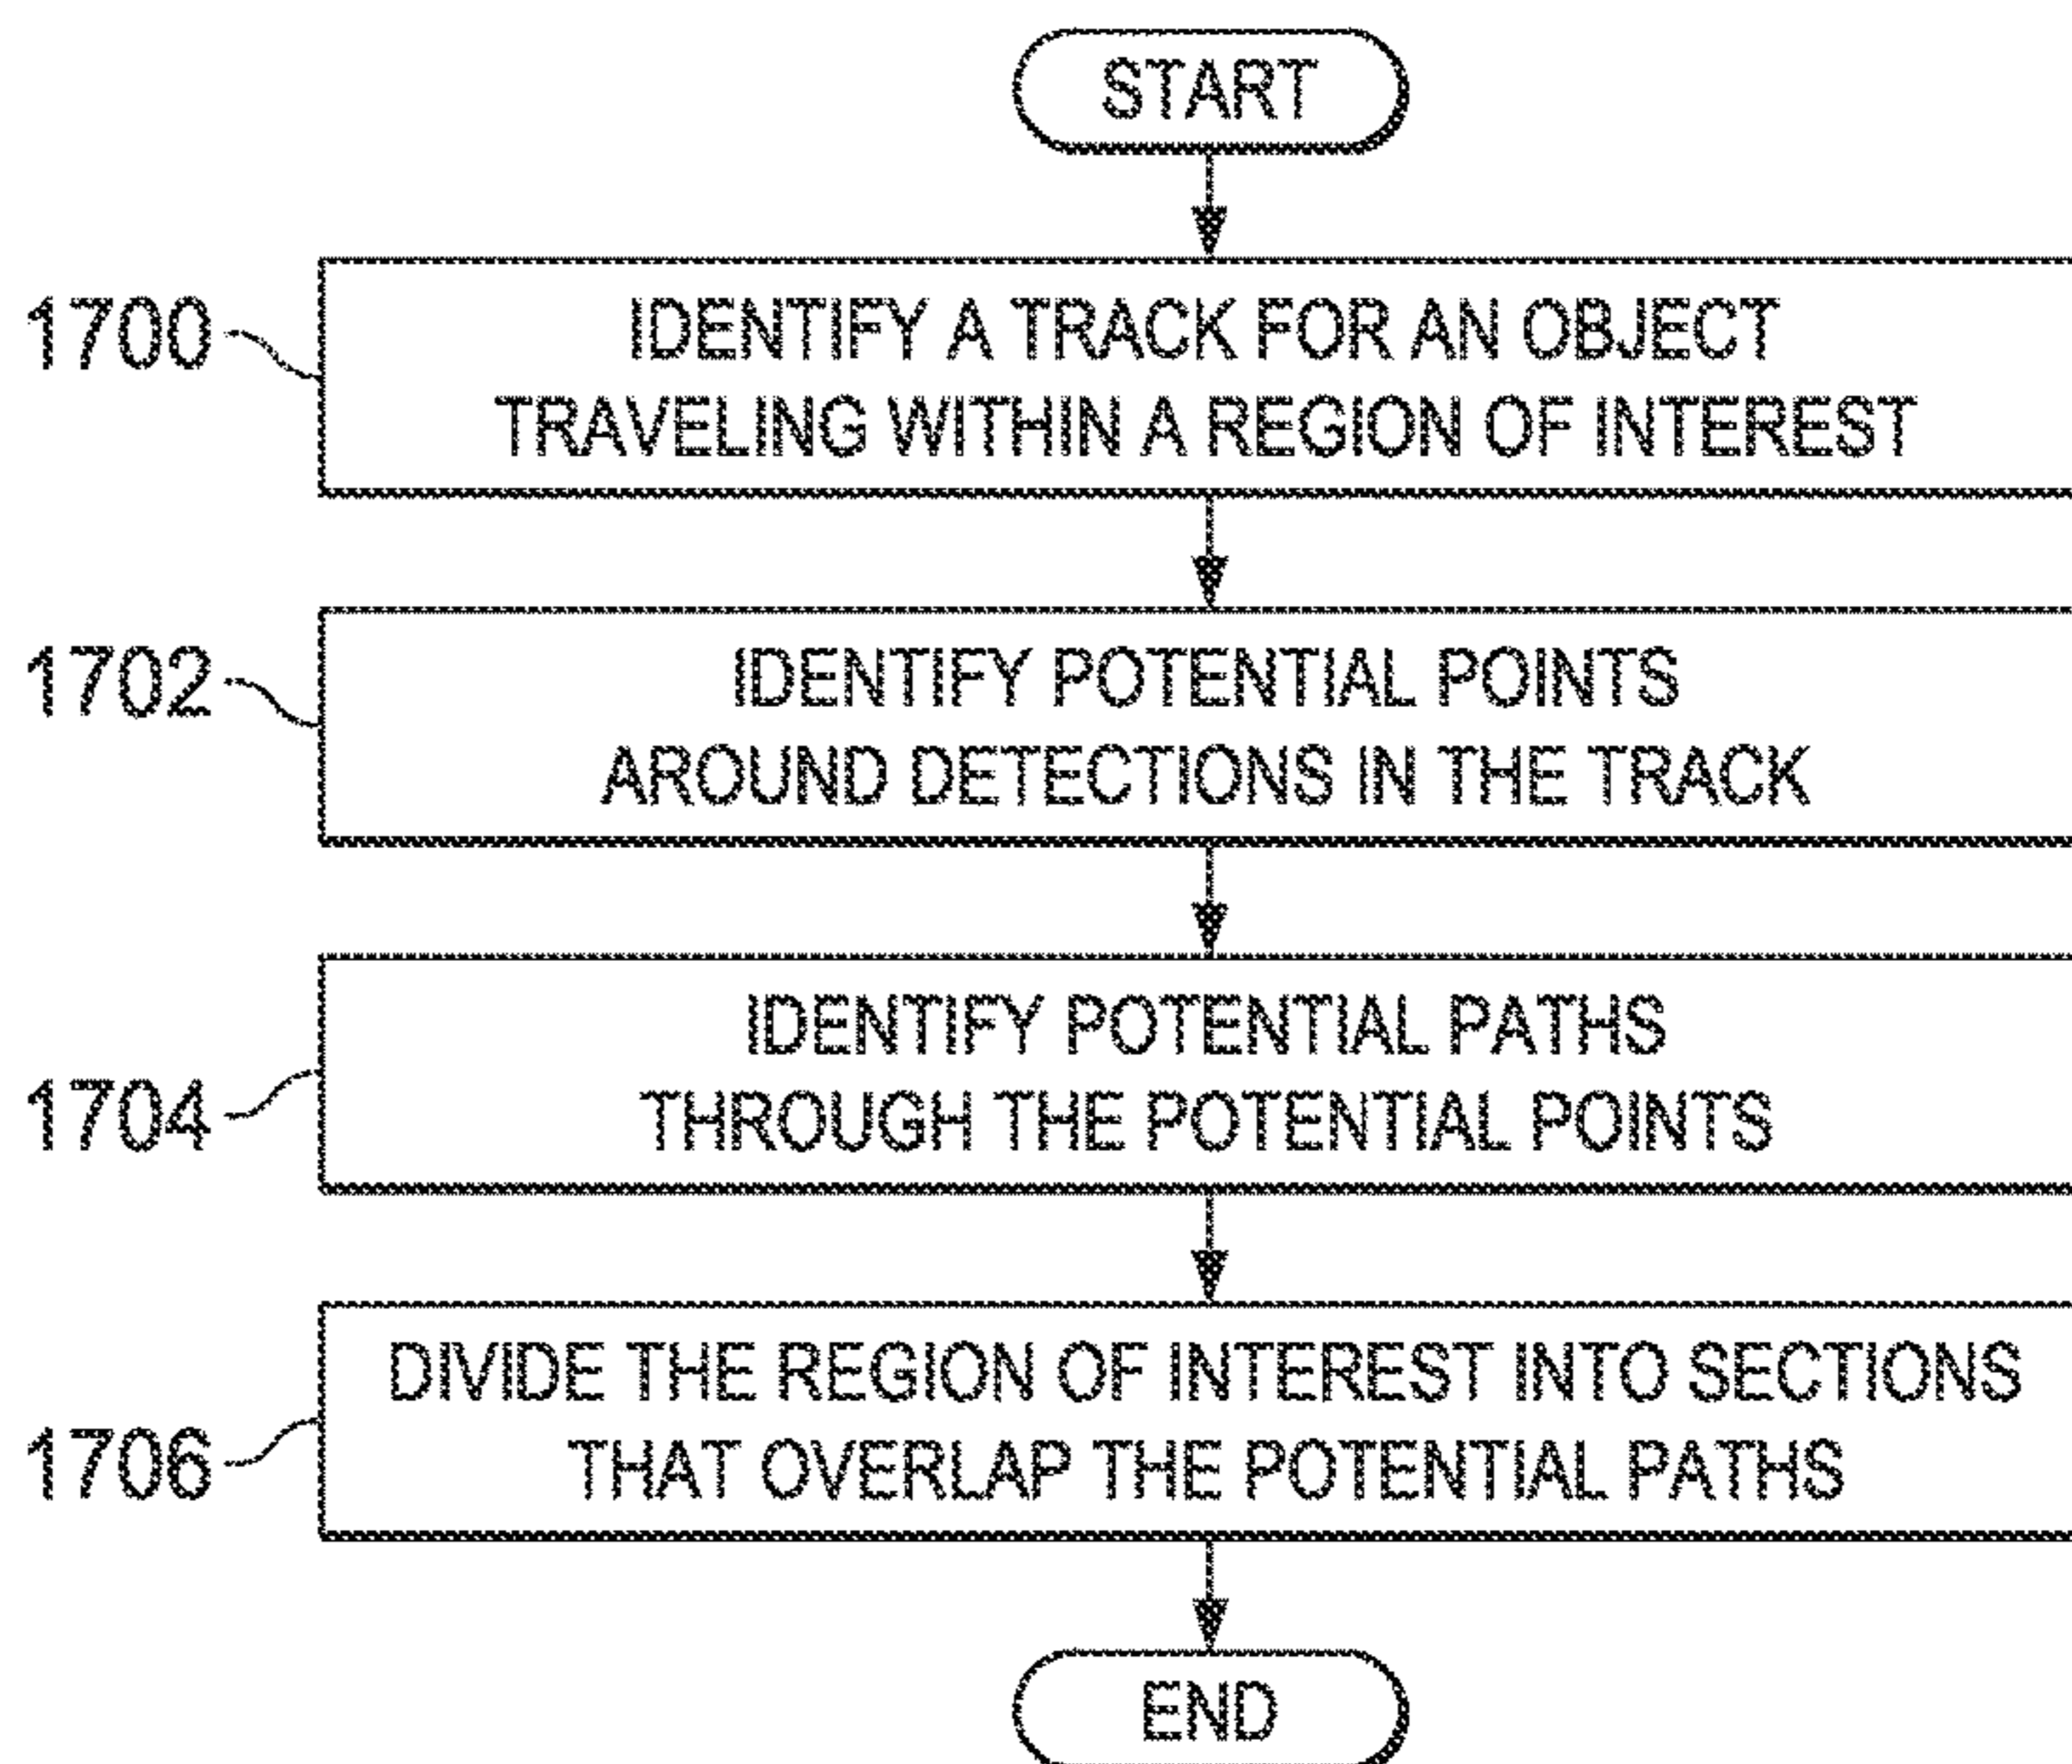 START
1700
IDENTIFY A TRACK FOR AN OBJECT
TRAVELING WITHIN A REGION OF INTEREST
1702
IDENTIFY POTENTIAL POINTS
AROUND DETECTIONS IN THE TRACK
1704
IDENTIFY POTENTIAL PATHS
THROUGH THE POTENTIAL POINTS
1706
DIVIDE THE REGION OF INTEREST INTO SECTIONS
THAT OVERLAP THE POTENTIAL PATHS
END